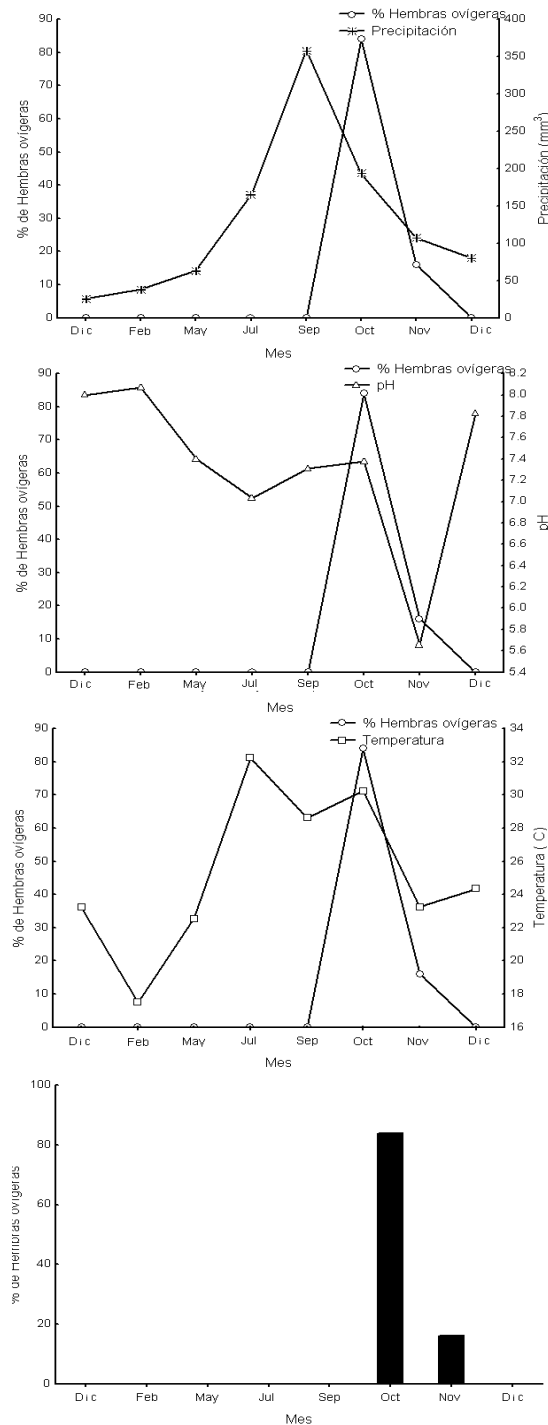 % Hembras ovígeras
Precipitación
90 80 70 60 50 40 30 20 10 0
% de Hembras ovígeras
400 350 300 250 200 150 100 50 0
Precipitación (mm³)
Dic Feb May Jul Sep Oct Nov Dic
Mes
% Hembras ovígeras
pH
90 80 70 60 50 40 30 20 10 0
% de Hembras ovígeras
8.2 8.0 7.8 7.6 7.4 7.2 7.0 6.8 6.6 6.4 6.2 6.0 5.8 5.6 5.4
pH
Dic Feb May Jul Sep Oct Nov Dic
Mes
% Hembras ovígeras
Temperatura
90 80 70 60 50 40 30 20 10 0
% de Hembras ovígeras
34 32 30 28 26 24 22 20 18 16
Temperatura ( C)
Dic Feb May Jul Sep Oct Nov Dic
Mes
100 80 60 40 20 0
% de Hembras ovígeras
Dic Feb May Jul Sep Oct Nov Dic
Mes